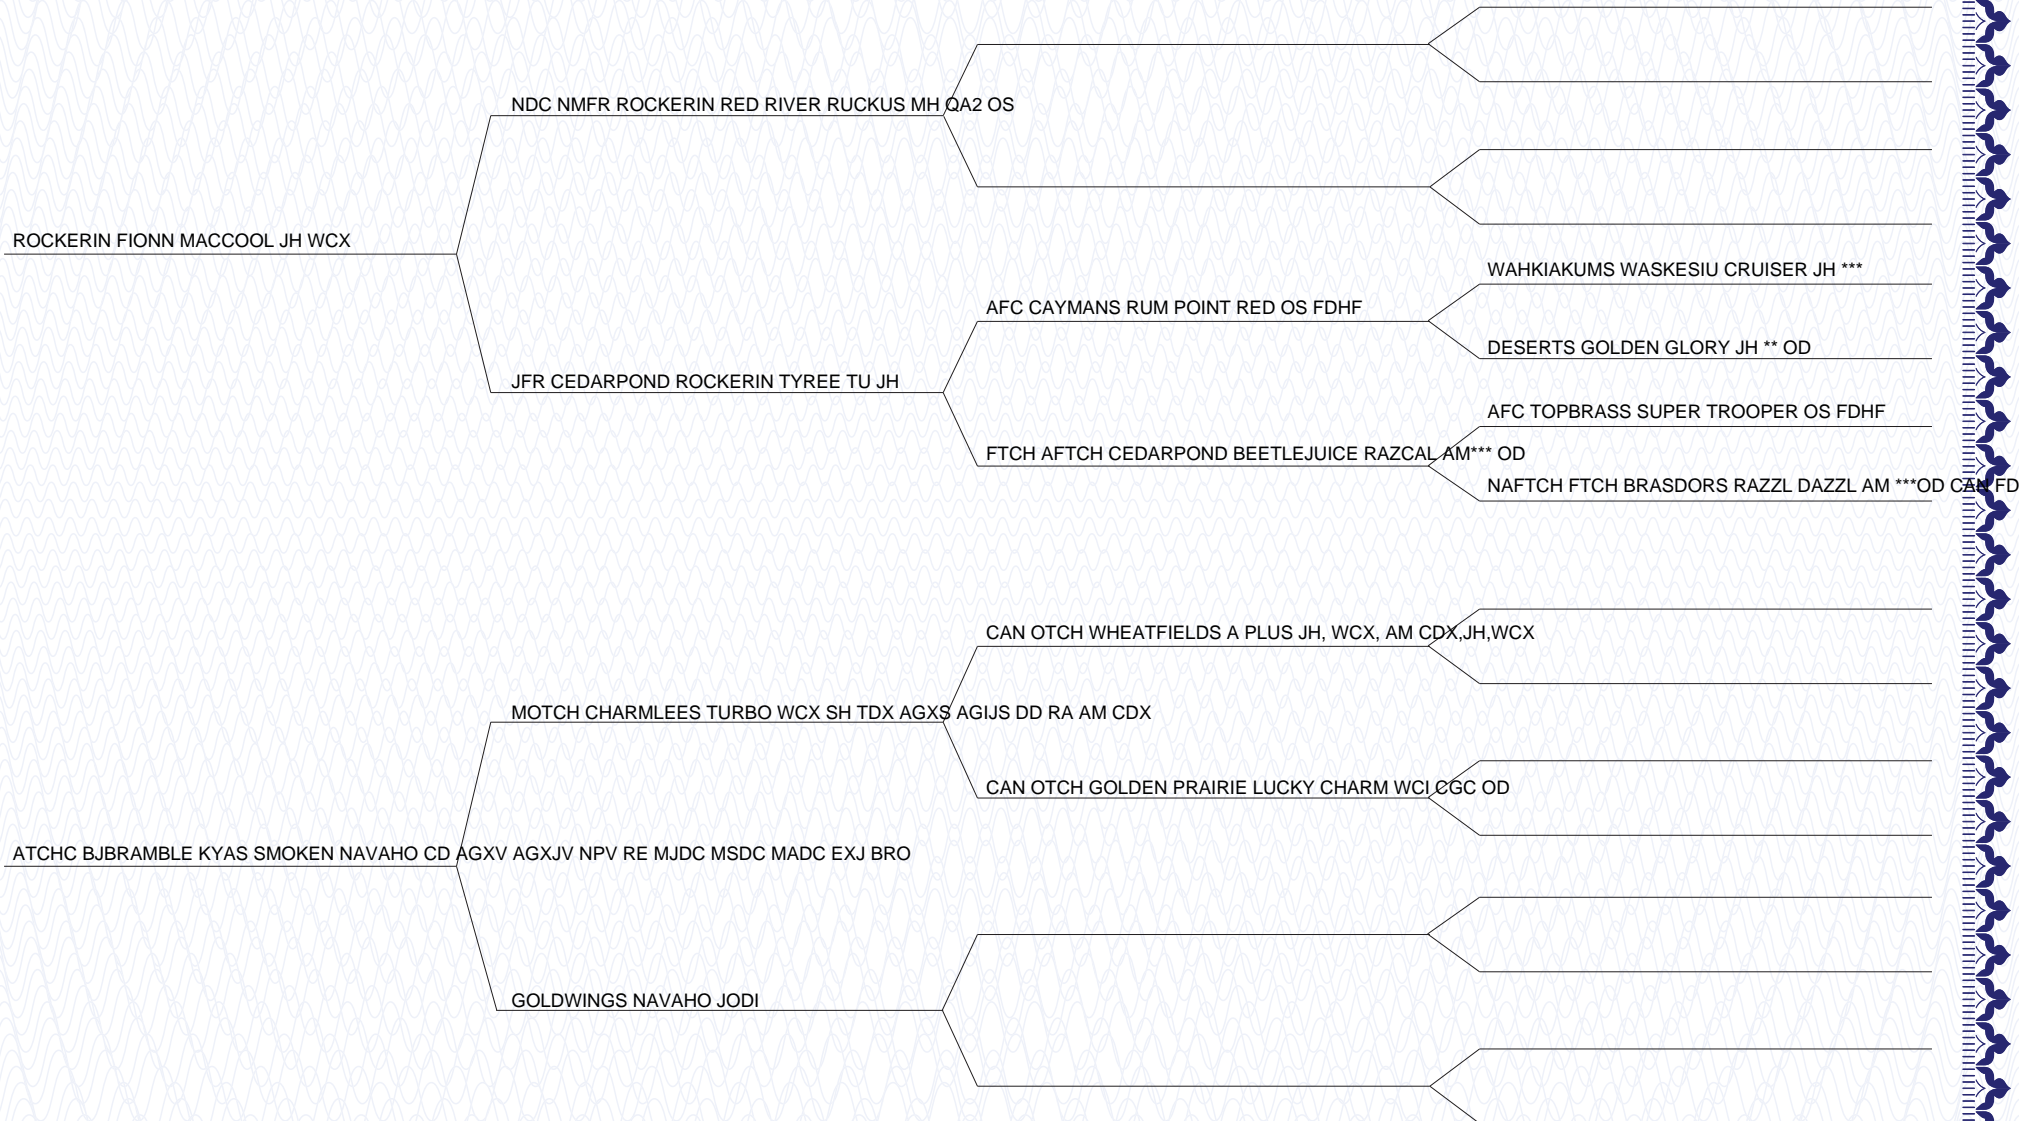 NDC NMFR ROCKERIN RED RIVER RUCKUS MH QA2 OS
ROCKERIN FIONN MACCOOL JH WCX
WAHKIAKUMS WASKESIU CRUISER JH ***
AFC CAYMANS RUM POINT RED OS FDHF
DESERTS GOLDEN GLORY JH ** OD
JFR CEDARPOND ROCKERIN TYREE TU JH
AFC TOPBRASS SUPER TROOPER OS FDHF
FTCH AFTCH CEDARPOND BEETLEJUICE RAZCAL AM*** OD
NAFTCH FTCH BRASDORS RAZZL DAZZL AM ***OD CAN FD
CAN OTCH WHEATFIELDS A PLUS JH, WCX, AM CDX,JH,WCX
MOTCH CHARMLEES TURBO WCX SH TDX AGXS AGIJS DD RA AM CDX
CAN OTCH GOLDEN PRAIRIE LUCKY CHARM WCI CGC OD
ATCHC BJBRAMBLE KYAS SMOKEN NAVAHO CD AGXV AGXJV NPV RE MJDC MSDC MADC EXJ BRO
GOLDWINGS NAVAHO JODI